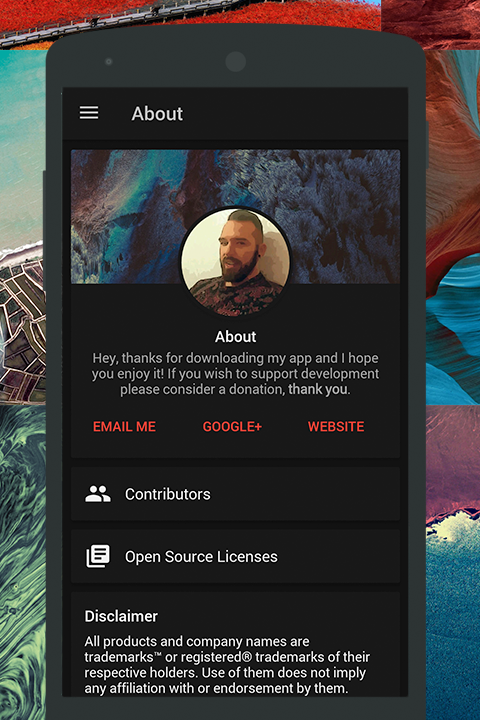 About
About
Hey, thanks for downloading my app and I hope
you enjoy it! If you wish to support development
please consider a donation, thank you.
EMAIL ME GOOGLE+ WEBSITE
Contributors
Open Source Licenses
Disclaimer
All products and company names are
trademarks™ or registered® trademarks of their
respective holders. Use of them does not imply
any affiliation with or endorsement by them.